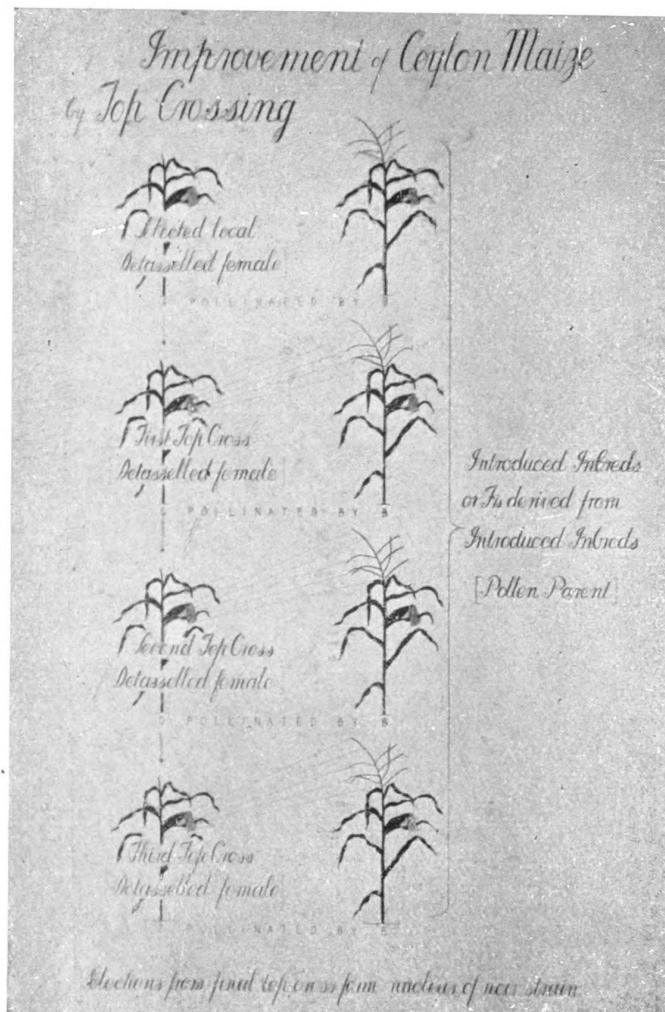 Improvement of Ceylon Maize
by Top Crossing
Selected local
Detasselled female
POLLINATED BY
First Top Cross
Detasselled female
POLLINATED BY
Second Top Cross
Detasselled female
POLLINATED BY
Third Top Cross
Detasselled female
POLLINATED BY
Introduced Inbreds
or F1s derived from
Introduced Inbreds
[Pollen Parent]
Selections from final top cross form nucleus of new strain